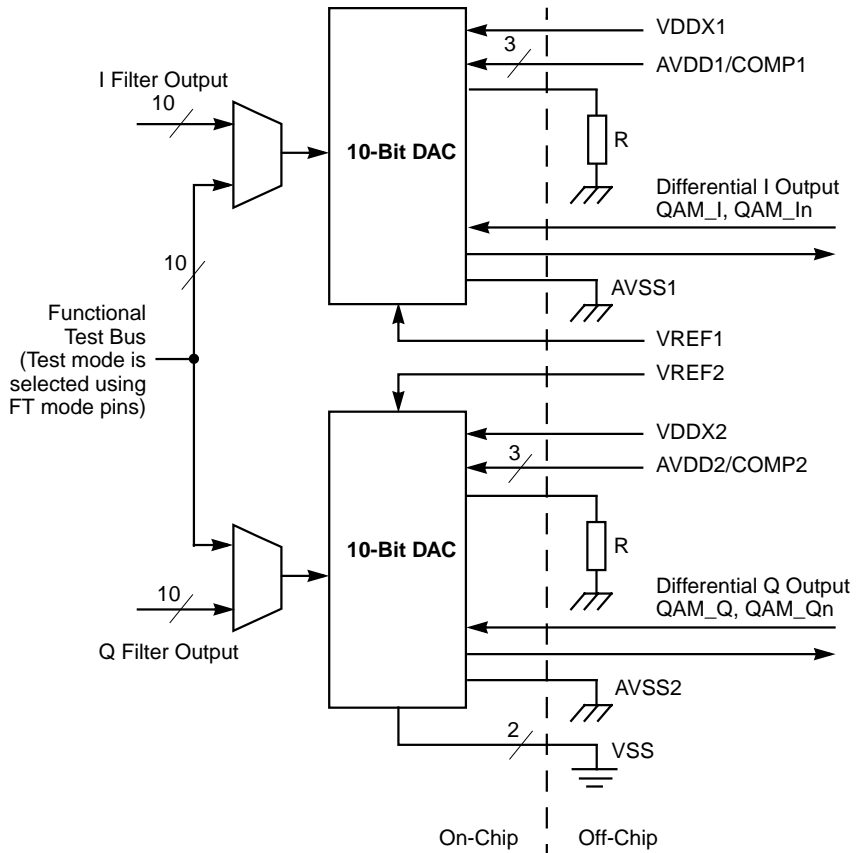 VDDX1
3
AVDD1/COMP1
I Filter Output
10
10-Bit DAC
R
Differential I Output
QAM_I, QAM_In
10
AVSS1
Functional
Test Bus
(Test mode is
selected using
FT mode pins)
VREF1
VREF2
VDDX2
3
AVDD2/COMP2
10-Bit DAC
R
10
Q Filter Output
Differential Q Output
QAM_Q, QAM_Qn
AVSS2
2
VSS
On-Chip
Off-Chip